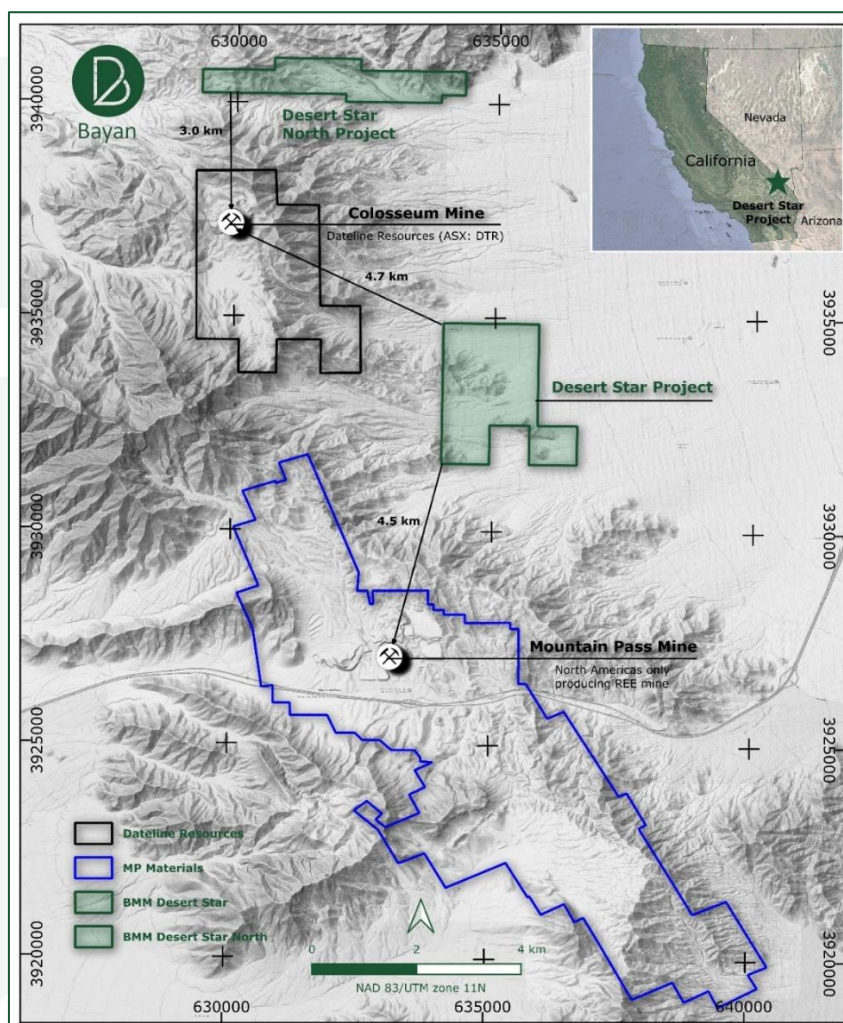 630000
635000
3940000
Bayan
Desert Star
North Project
3.0 km
Nevada
California
Desert Star
Project
Arizona
Colosseum Mine
Dateline Resources (ASX: DTR)
4.7 km
3935000
3935000
Desert Star Project
4.5 km
3930000
3930000
Mountain Pass Mine
North Americas only
producing REE mine
3925000
3925000
Dateline Resources
MP Materials
BMM Desert Star
BMM Desert Star North
0
2
4 km
NAD 83/UTM zone 11N
3920000
3920000
630000
635000
640000